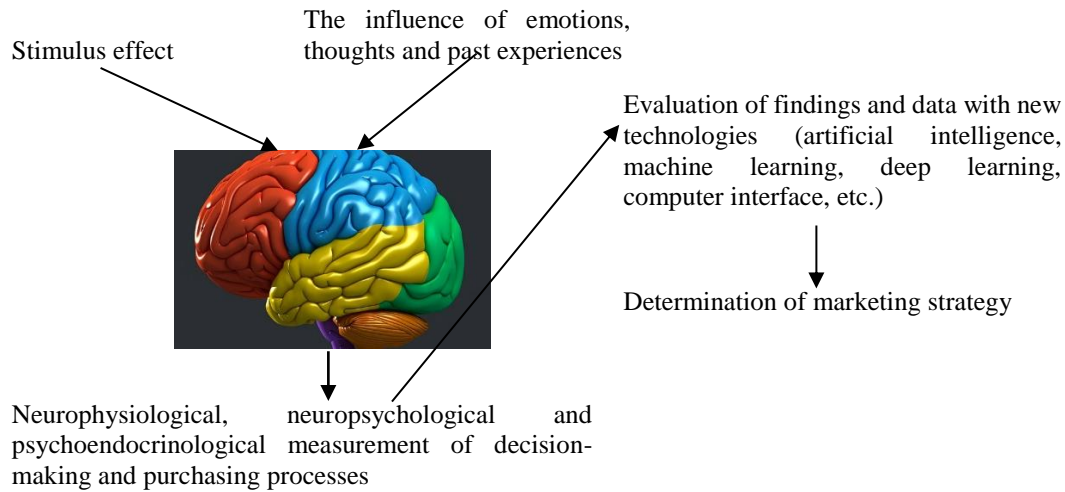 Stimulus effect
The influence of emotions,
thoughts and past experiences
Evaluation of findings and data with new
technologies (artificial intelligence,
machine learning, deep learning,
computer interface, etc.)
Determination of marketing strategy
Neurophysiological, neuropsychological and
psychoendocrinological measurement of decision-
making and purchasing processes